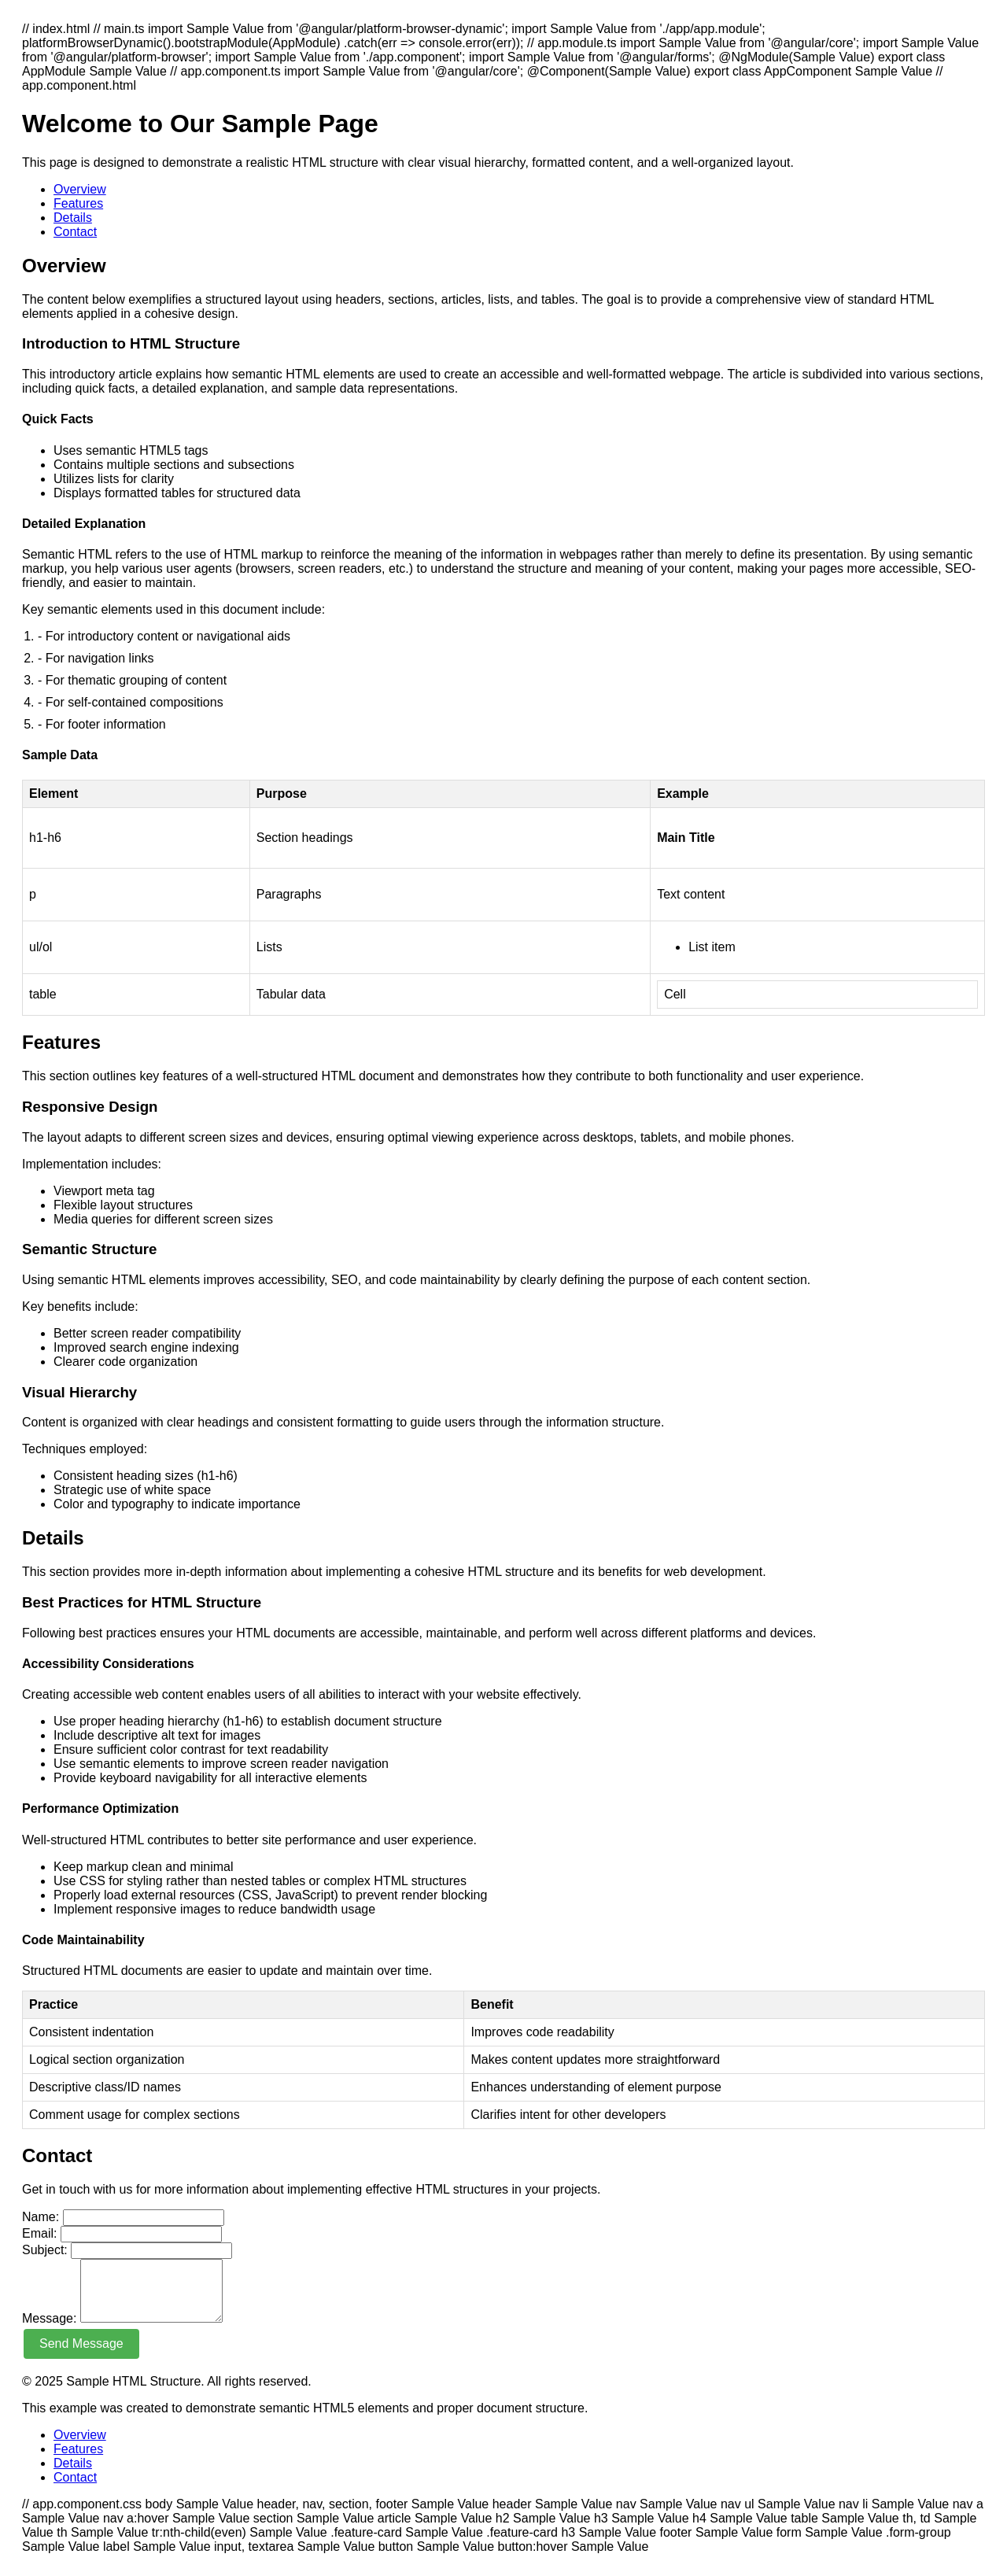 // index.html // main.ts import Sample Value from '@angular/platform-browser-dynamic'; import Sample Value from './app/app.module';
platformBrowserDynamic().bootstrapModule(AppModule) .catch(err => console.error(err)); // app.module.ts import Sample Value from '@angular/core'; import Sample Value
from '@angular/platform-browser'; import Sample Value from './app.component'; import Sample Value from '@angular/forms'; @NgModule(Sample Value) export class
AppModule Sample Value // app.component.ts import Sample Value from '@angular/core'; @Component(Sample Value) export class AppComponent Sample Value //
app.component.html
Welcome to Our Sample Page
This page is designed to demonstrate a realistic HTML structure with clear visual hierarchy, formatted content, and a well-organized layout.
• Overview
• Features
• Details
• Contact
Overview
The content below exemplifies a structured layout using headers, sections, articles, lists, and tables. The goal is to provide a comprehensive view of standard HTML
elements applied in a cohesive design.
Introduction to HTML Structure
This introductory article explains how semantic HTML elements are used to create an accessible and well-formatted webpage. The article is subdivided into various sections,
including quick facts, a detailed explanation, and sample data representations.
Quick Facts
• Uses semantic HTML5 tags
• Contains multiple sections and subsections
• Utilizes lists for clarity
• Displays formatted tables for structured data
Detailed Explanation
Semantic HTML refers to the use of HTML markup to reinforce the meaning of the information in webpages rather than merely to define its presentation. By using semantic
markup, you help various user agents (browsers, screen readers, etc.) to understand the structure and meaning of your content, making your pages more accessible, SEO-
friendly, and easier to maintain.
Key semantic elements used in this document include:
1. - For introductory content or navigational aids
2. - For navigation links
3. - For thematic grouping of content
4. - For self-contained compositions
5. - For footer information
Sample Data
Element Purpose Example
h1-h6 Section headings Main Title
p Paragraphs Text content
ul/ol Lists • List item
table Tabular data Cell
Features
This section outlines key features of a well-structured HTML document and demonstrates how they contribute to both functionality and user experience.
Responsive Design
The layout adapts to different screen sizes and devices, ensuring optimal viewing experience across desktops, tablets, and mobile phones.
Implementation includes:
• Viewport meta tag
• Flexible layout structures
• Media queries for different screen sizes
Semantic Structure
Using semantic HTML elements improves accessibility, SEO, and code maintainability by clearly defining the purpose of each content section.
Key benefits include:
• Better screen reader compatibility
• Improved search engine indexing
• Clearer code organization
Visual Hierarchy
Content is organized with clear headings and consistent formatting to guide users through the information structure.
Techniques employed:
• Consistent heading sizes (h1-h6)
• Strategic use of white space
• Color and typography to indicate importance
Details
This section provides more in-depth information about implementing a cohesive HTML structure and its benefits for web development.
Best Practices for HTML Structure
Following best practices ensures your HTML documents are accessible, maintainable, and perform well across different platforms and devices.
Accessibility Considerations
Creating accessible web content enables users of all abilities to interact with your website effectively.
• Use proper heading hierarchy (h1-h6) to establish document structure
• Include descriptive alt text for images
• Ensure sufficient color contrast for text readability
• Use semantic elements to improve screen reader navigation
• Provide keyboard navigability for all interactive elements
Performance Optimization
Well-structured HTML contributes to better site performance and user experience.
• Keep markup clean and minimal
• Use CSS for styling rather than nested tables or complex HTML structures
• Properly load external resources (CSS, JavaScript) to prevent render blocking
• Implement responsive images to reduce bandwidth usage
Code Maintainability
Structured HTML documents are easier to update and maintain over time.
Practice Benefit
Consistent indentation Improves code readability
Logical section organization Makes content updates more straightforward
Descriptive class/ID names Enhances understanding of element purpose
Comment usage for complex sections Clarifies intent for other developers
Contact
Get in touch with us for more information about implementing effective HTML structures in your projects.
Name:
Email:
Subject:
Message:
Send Message
© 2025 Sample HTML Structure. All rights reserved.
This example was created to demonstrate semantic HTML5 elements and proper document structure.
• Overview
• Features
• Details
• Contact
// app.component.css body Sample Value header, nav, section, footer Sample Value header Sample Value nav Sample Value nav ul Sample Value nav li Sample Value nav a
Sample Value nav a:hover Sample Value section Sample Value article Sample Value h2 Sample Value h3 Sample Value h4 Sample Value table Sample Value th, td Sample
Value th Sample Value tr:nth-child(even) Sample Value .feature-card Sample Value .feature-card h3 Sample Value footer Sample Value form Sample Value .form-group
Sample Value label Sample Value input, textarea Sample Value button Sample Value button:hover Sample Value